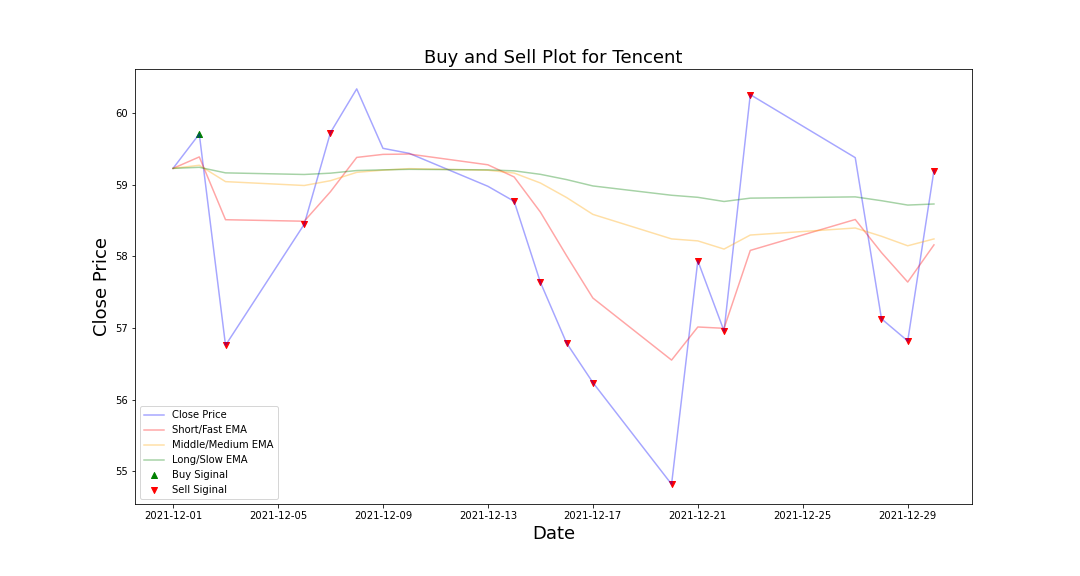 Buy and Sell Plot for Tencent
Close Price
60
59
58
57
56
55
Close Price
Short/Fast EMA
Middle/Medium EMA
Long/Slow EMA
Buy Siginal
Sell Siginal
2021-12-01 2021-12-05 2021-12-09 2021-12-13 2021-12-17 2021-12-21 2021-12-25 2021-12-29
Date